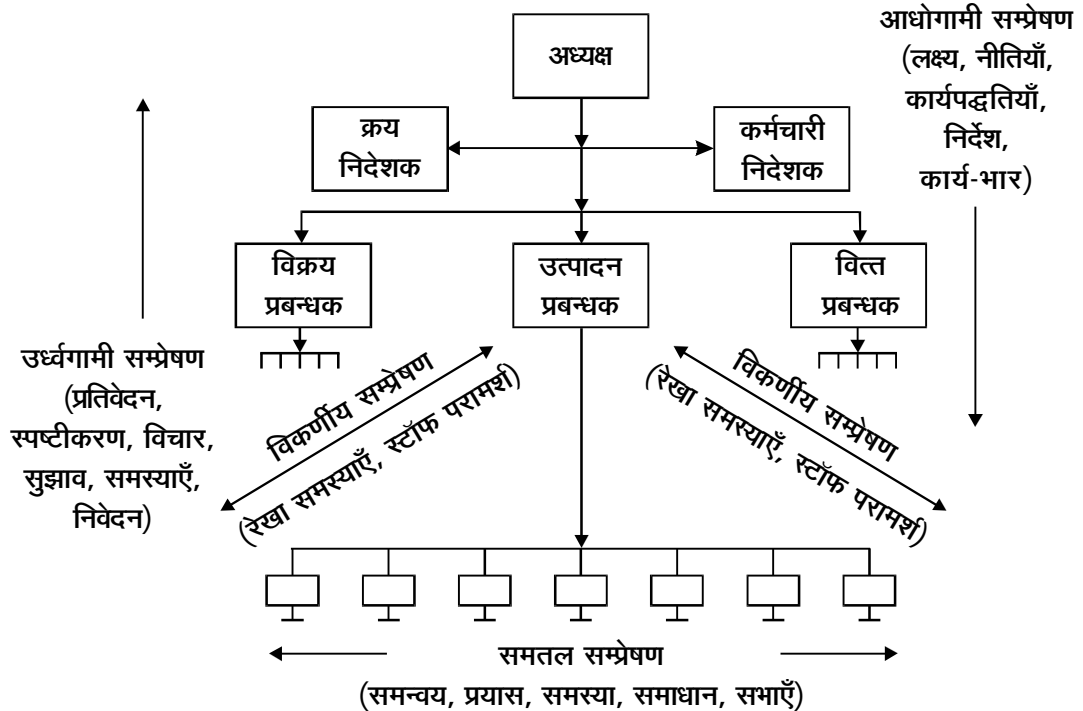 अध्यक्ष
आधोगामी सम्प्रेषण
(लक्ष्य, नीतियाँ,
कार्यपद्धतियाँ,
निर्देश,
कार्य-भार)
क्रय
निदेशक
कर्मचारी
निदेशक
विक्रय
प्रबन्धक
उत्पादन
प्रबन्धक
वित्त
प्रबन्धक
उर्ध्वगामी सम्प्रेषण
(प्रतिवेदन,
स्पष्टीकरण, विचार,
सुझाव, समस्याएँ,
निवेदन)
विकर्णीय सम्प्रेषण
(रेखा समस्याएँ, स्टॉफ परामर्श)
विकर्णीय सम्प्रेषण
(रेखा समस्याएँ, स्टॉफ परामर्श)
समतल सम्प्रेषण
(समन्वय, प्रयास, समस्या, समाधान, सभाएँ)